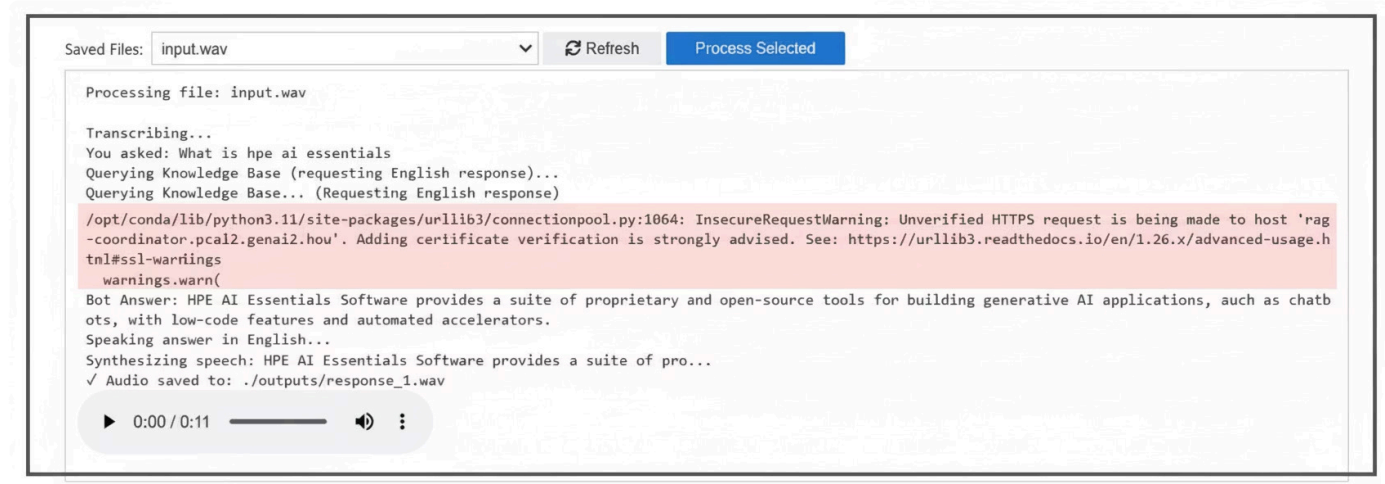 Saved Files: input.wav Refresh Process Selected
Processing file: input.wav
Transcribing...
You asked: What is hpe ai essentials
Querying Knowledge Base (requesting English response)...
Querying Knowledge Base... (Requesting English response)
/opt/conda/lib/python3.11/site-packages/urllib3/connectionpool.py:1064: InsecureRequestWarning: Unverified HTTPS request is being made to host 'rag
-coordinator.pcal2.genai2.hou'. Adding certificate verification is strongly advised. See: https://urllib3.readthedocs.io/en/1.26.x/advanced-usage.h
tnl#ssl-warriings
warnings.warn(
Bot Answer: HPE AI Essentials Software provides a suite of proprietary and open-source tools for building generative AI applications, auch as chatb
ots, with low-code features and automated accelerators.
Speaking answer in English...
Synthesizing speech: HPE AI Essentials Software provides a suite of pro...
✓ Audio saved to: ./outputs/response_1.wav
0:00 / 0:11